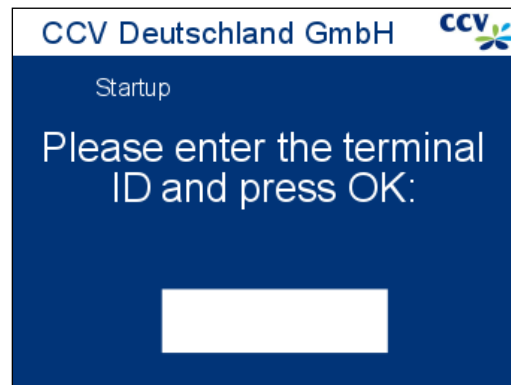 CCV Deutschland GmbH
CCV
Startup
Please enter the terminal
ID and press OK: